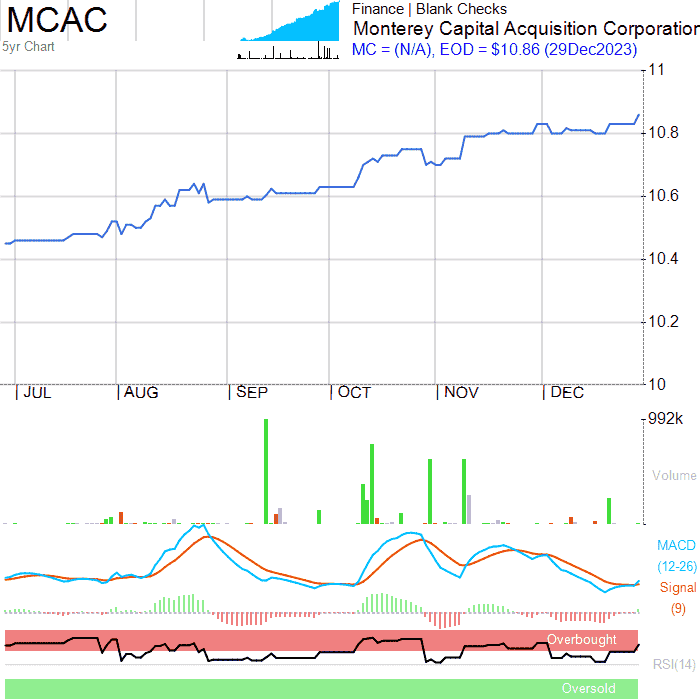 MCAC
5yr Chart
Finance | Blank Checks
Monterey Capital Acquisition Corporation
MC = (N/A), EOD = $10.86 (29Dec2023)
11
10.8
10.6
10.4
10.2
10
JUL AUG SEP OCT NOV DEC
992k
Volume
MACD
(12-26)
Signal
(9)
Overbought
RSI(14)
Oversold